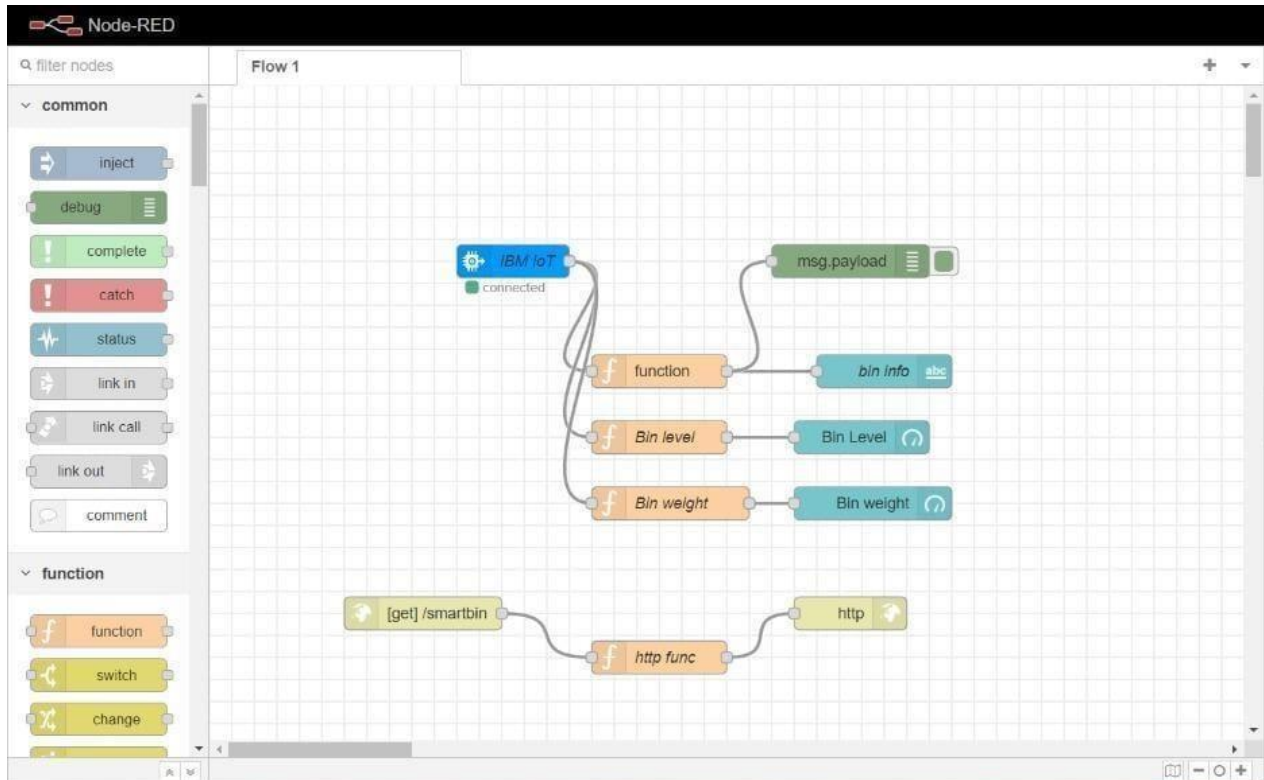 Node-RED
filter nodes
Flow 1
common
inject
debug
complete
catch
status
link in
link call
link out
comment
function
function
switch
change
IBM IoT
connected
msg.payload
function
bin info
abc
Bin level
Bin Level
Bin weight
Bin weight
[get] /smartbin
http
http func